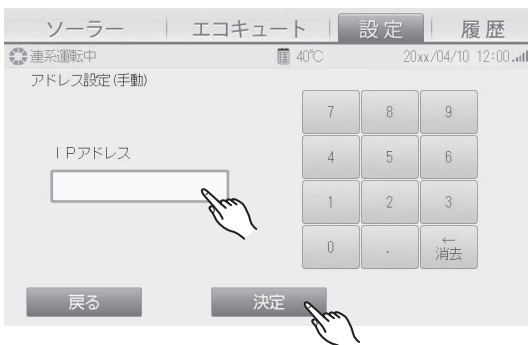 ソーラー エコキュート 設定 履歴
連系運転中 40℃ 20xx/04/10 12:00
アドレス設定(手動)
7 8 9
IPアドレス
4 5 6
1 2 3
0 . ←
消去
戻る 決定